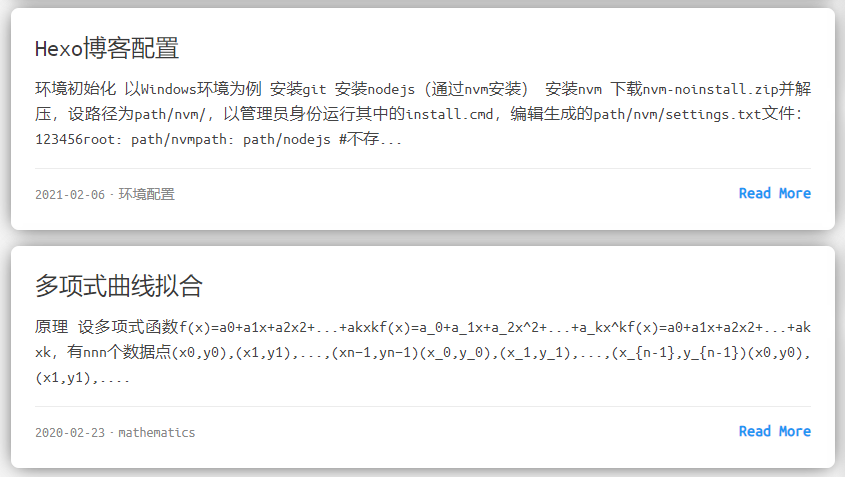 Hexo博客配置
环境初始化 以Windows环境为例 安装git 安装nodejs（通过nvm安装） 安装nvm 下载nvm-noinstall.zip并解
压，设路径为path/nvm/，以管理员身份运行其中的install.cmd，编辑生成的path/nvm/settings.txt文件：
123456root: path/nvmpath: path/nodejs #不存...
2021-02-06 · 环境配置
Read More
多项式曲线拟合
原理 设多项式函数f(x)=a0+a1x+a2x2+...+akxkf(x)=a_0+a_1x+a_2x^2+...+a_kx^kf(x)=a0+a1x+a2x2+...+ak
xk，有nnn个数据点(x0,y0),(x1,y1),...,(xn−1,yn−1)(x_0,y_0),(x_1,y_1),...,(x_{n-1},y_{n-1})(x0,y0),
(x1,y1),....
2020-02-23 · mathematics
Read More